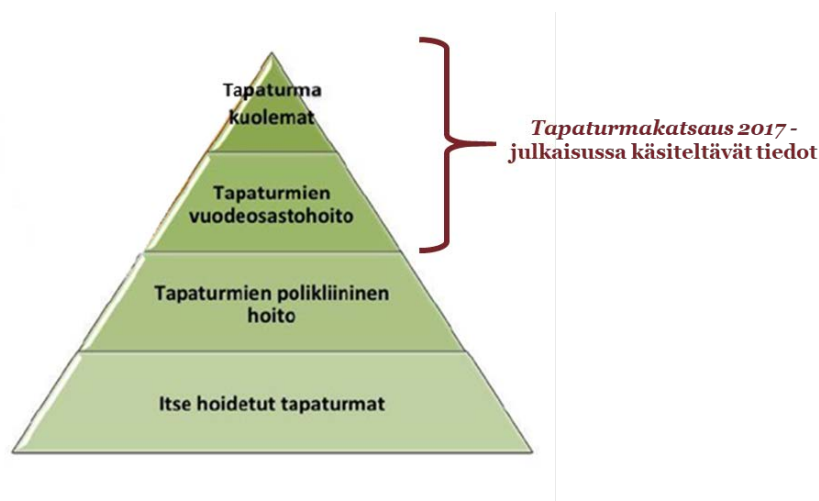 Tapaturma
kuolemat
Tapaturmien
vuodeosastohoito
Tapaturmien polikliininen
hoito
Itse hoidetut tapaturmat
Tapaturmakatsaus 2017 -
julkaisussa käsiteltävät tiedot